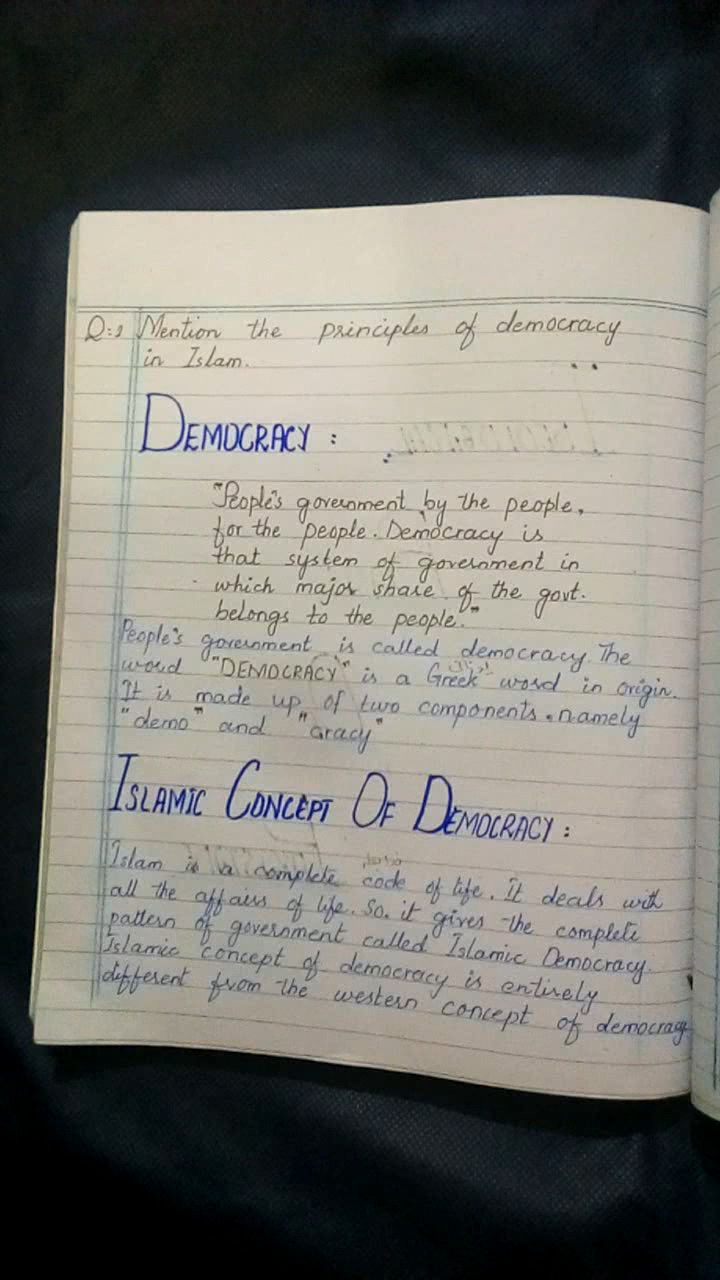 Q:1 Mention the principles of democracy
in Islam.
DEMOCRACY :
"People's government by the people,
for the people. Democracy is
that system of government in
which major share of the govt.
belongs to the people."
People's government is called democracy. The
word "DEMOCRACY" is a Greek word in origin.
It is made up of two components, namely
"demo" and "cracy"
ISLAMIC CONCEPT OF DEMOCRACY :
Islam is a complete code of life. it deals with
all the affairs of life. So, it gives the complete
pattern of government called Islamic Democracy.
Islamic concept of democracy is entirely
different from the western concept of democracy